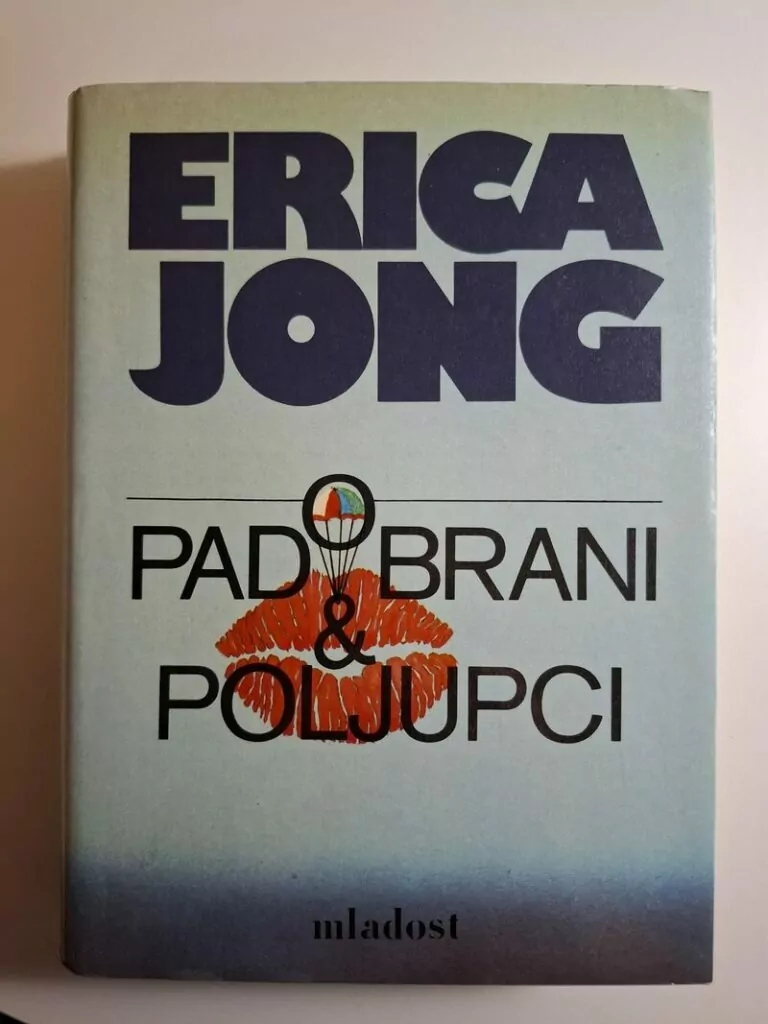 ERICA
JONG
PADOBRANI
&
POLJUPCI
mladost